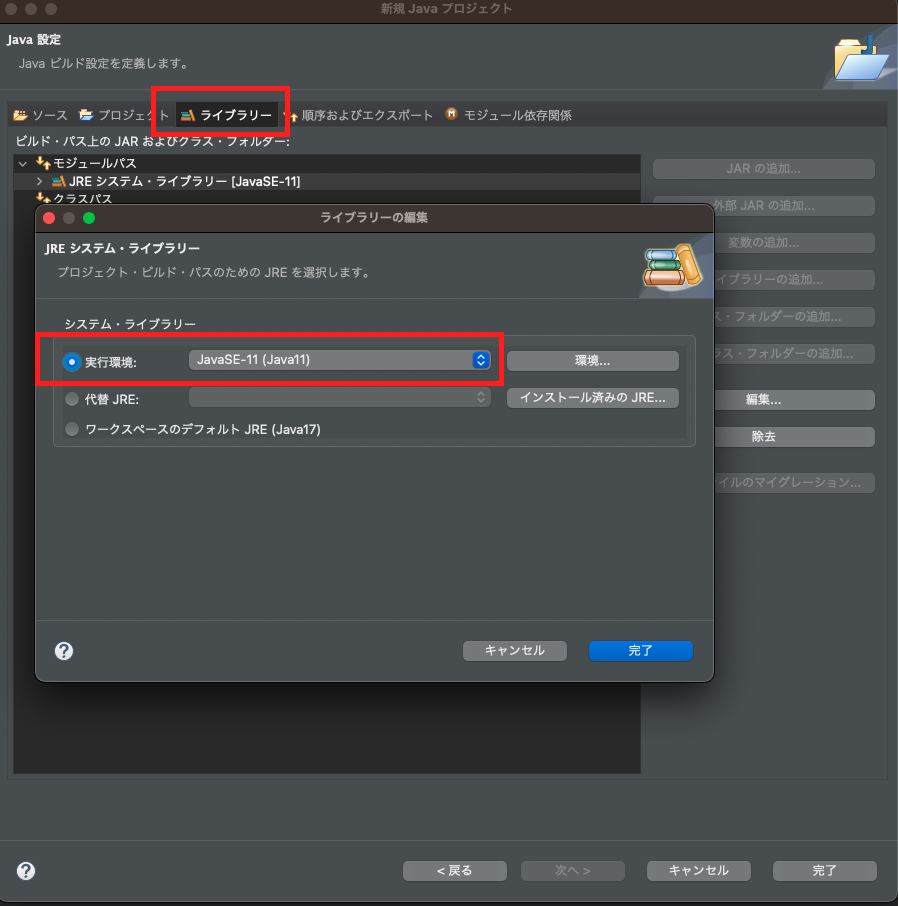 新規 Java プロジェクト
Java 設定
Java ビルド設定を定義します。
ソース プロジェクト ライブラリー 順序およびエクスポート M モジュール依存関係
ビルド・パス上の JAR およびクラス・フォルダー:
モジュールパス
JRE システム・ライブラリー [JavaSE-11]
クラスパス
JAR の追加...
外部 JAR の追加...
変数の追加...
イブラリーの追加...
ス・フォルダーの追加...
ラス・フォルダーの追加...
編集...
除去
イルのマイグレーション...
ライブラリーの編集
JRE システム・ライブラリー
プロジェクト・ビルド・パスのための JRE を選択します。
システム・ライブラリー
実行環境: JavaSE-11 (Java11) 環境...
代替 JRE: インストール済みの JRE...
ワークスペースのデフォルト JRE (Java17)
? キャンセル 完了
? < 戻る 次へ > キャンセル 完了